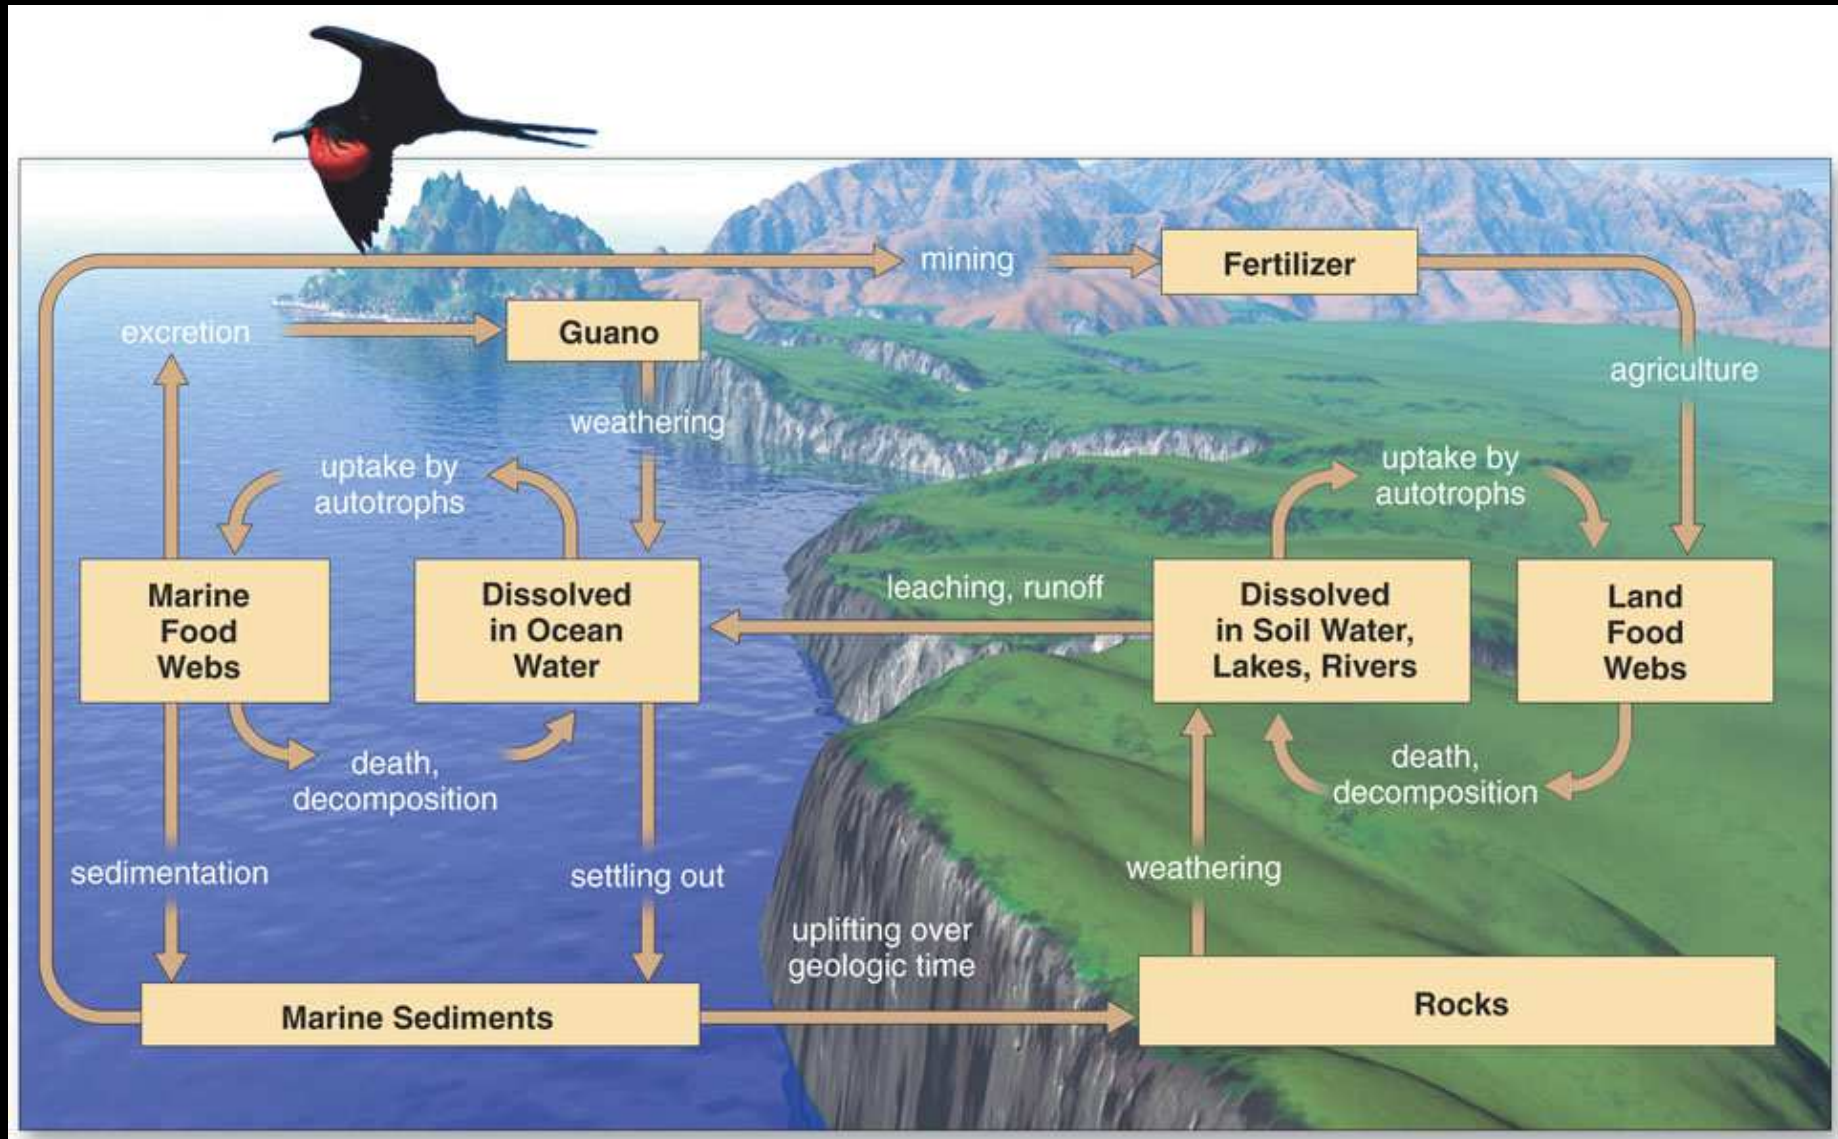 mining
Fertilizer
excretion
Guano
agriculture
weathering
uptake by
autotrophs
uptake by
autotrophs
Marine
Food
Webs
Dissolved
in Ocean
Water
leaching, runoff
Dissolved
in Soil Water,
Lakes, Rivers
Land
Food
Webs
death,
decomposition
death,
decomposition
sedimentation
settling out
weathering
uplifting over
geologic time
Marine Sediments
Rocks